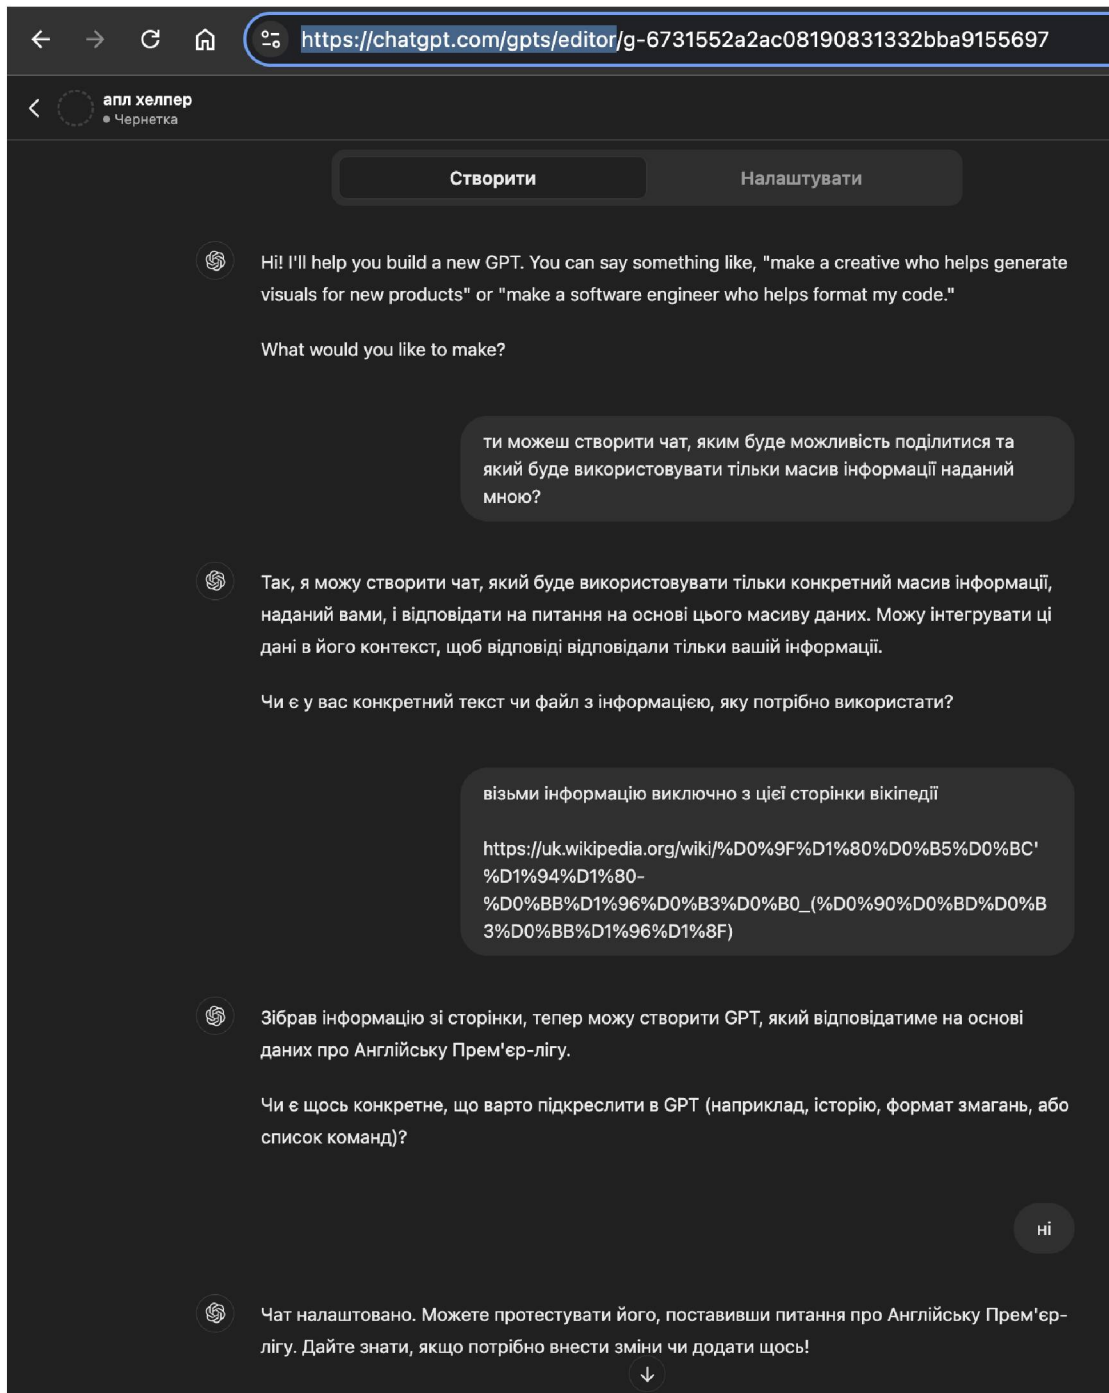 https://chatgpt.com/gpts/editor/g-6731552a2ac08190831332bba9155697
апл хелпер
Чернетка
Створити
Налаштувати
Hi! I'll help you build a new GPT. You can say something like, "make a creative who helps generate
visuals for new products" or "make a software engineer who helps format my code."
What would you like to make?
ти можеш створити чат, яким буде можливість поділитися та
який буде використовувати тільки масив інформації наданий
мною?
Так, я можу створити чат, який буде використовувати тільки конкретний масив інформації,
наданий вами, і відповідати на питання на основі цього масиву даних. Можу інтегрувати ці
дані в його контекст, щоб відповіді відповідали тільки вашій інформації.
Чи є у вас конкретний текст чи файл з інформацією, яку потрібно використати?
візьми інформацію виключно з цієї сторінки вікіпедії
https://uk.wikipedia.org/wiki/%D0%9F%D1%80%D0%B5%D0%BC'
%D1%94%D1%80-
%D0%BB%D1%96%D0%B3%D0%B0_(%D0%90%D0%BD%D0%B
3%D0%BB%D1%96%D1%8F)
Зібрав інформацію зі сторінки, тепер можу створити GPT, який відповідатиме на основі
даних про Англійську Прем'єр-лігу.
Чи є щось конкретне, що варто підкреслити в GPT (наприклад, історію, формат змагань, або
список команд)?
ні
Чат налаштовано. Можете протестувати його, поставивши питання про Англійську Прем'єр-
лігу. Дайте знати, якщо потрібно внести зміни чи додати щось!